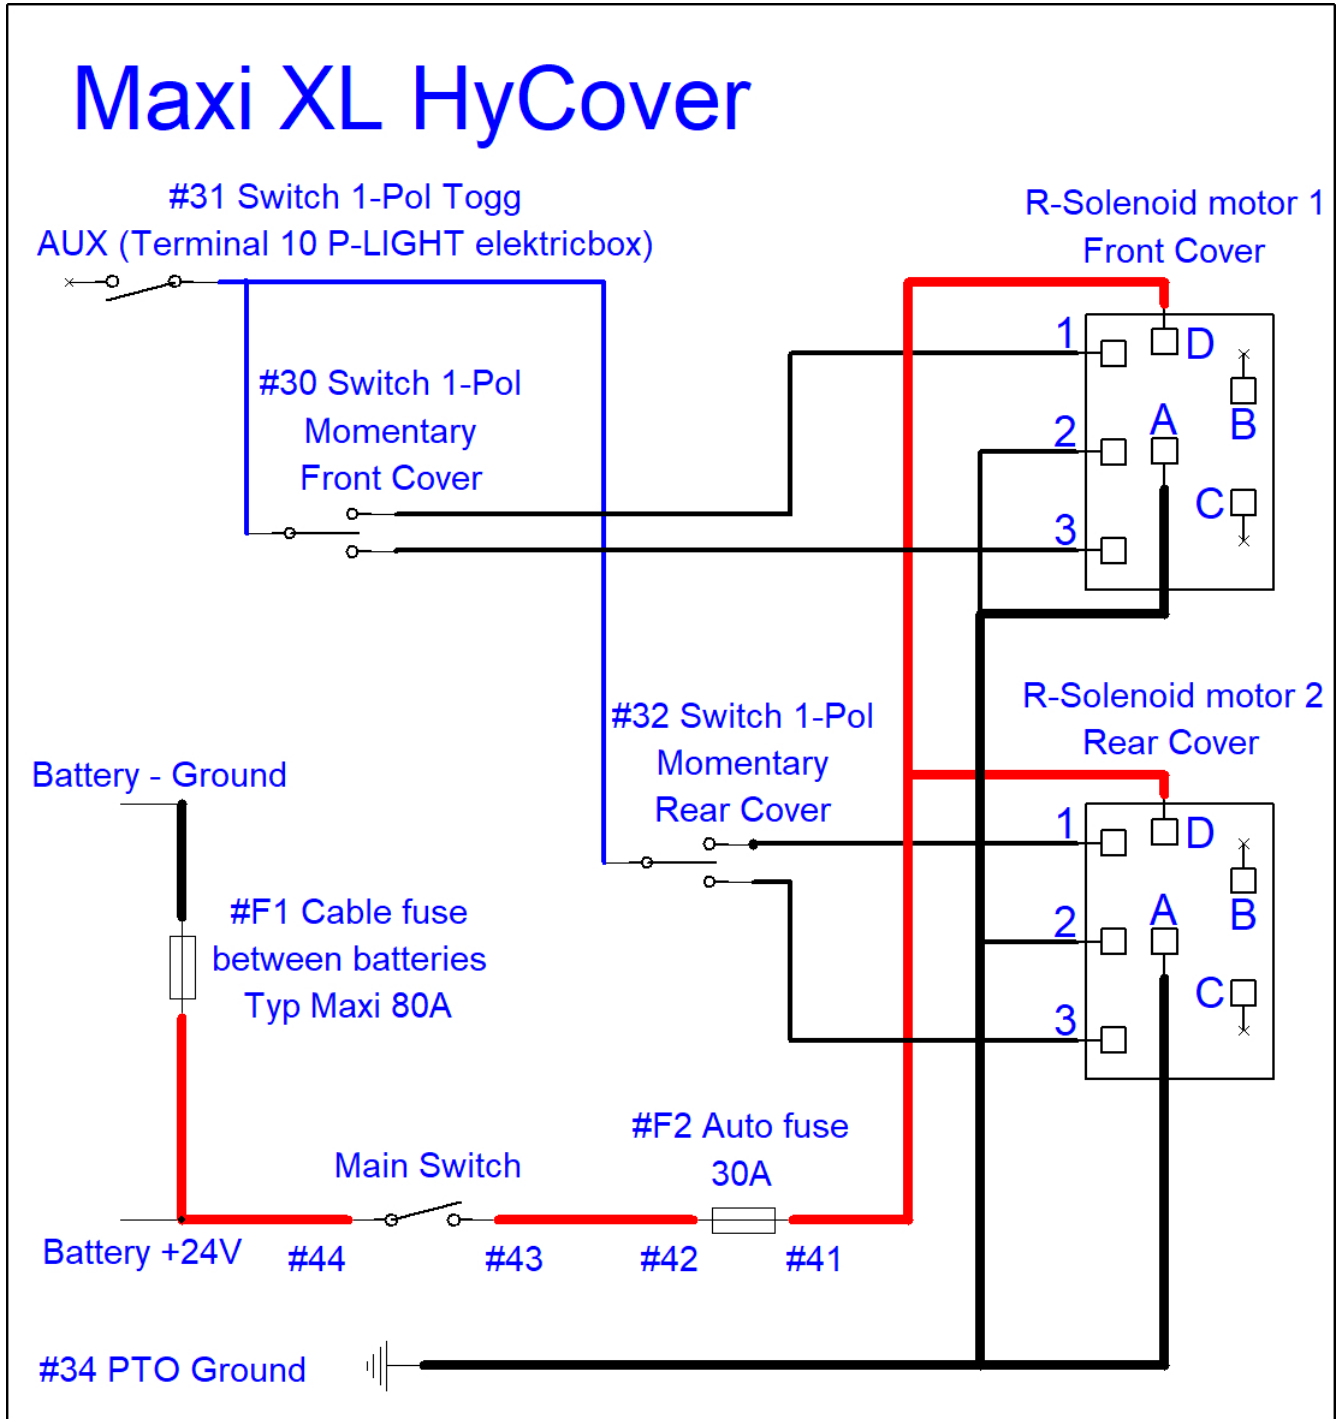 Maxi XL HyCover
#31 Switch 1-Pol Togg
AUX (Terminal 10 P-LIGHT elektricbox)
R-Solenoid motor 1
Front Cover
1
D
B
2
A
C
3
#30 Switch 1-Pol
Momentary
Front Cover
R-Solenoid motor 2
Rear Cover
1
D
B
2
A
C
3
#32 Switch 1-Pol
Momentary
Rear Cover
Battery - Ground
#F1 Cable fuse
between batteries
Typ Maxi 80A
#F2 Auto fuse
30A
Main Switch
Battery +24V
#44
#43
#42
#41
#34 PTO Ground